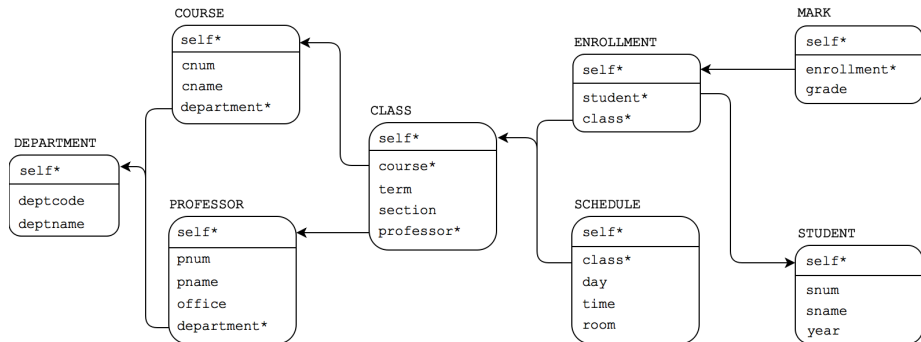 COURSE
self*
cnum
cname
department*
DEPARTMENT
self*
deptcode
deptname
PROFESSOR
self*
pnum
pname
office
department*
CLASS
self*
course*
term
section
professor*
ENROLLMENT
self*
student*
class*
SCHEDULE
self*
class*
day
time
room
MARK
self*
enrollment*
grade
STUDENT
self*
snum
sname
year